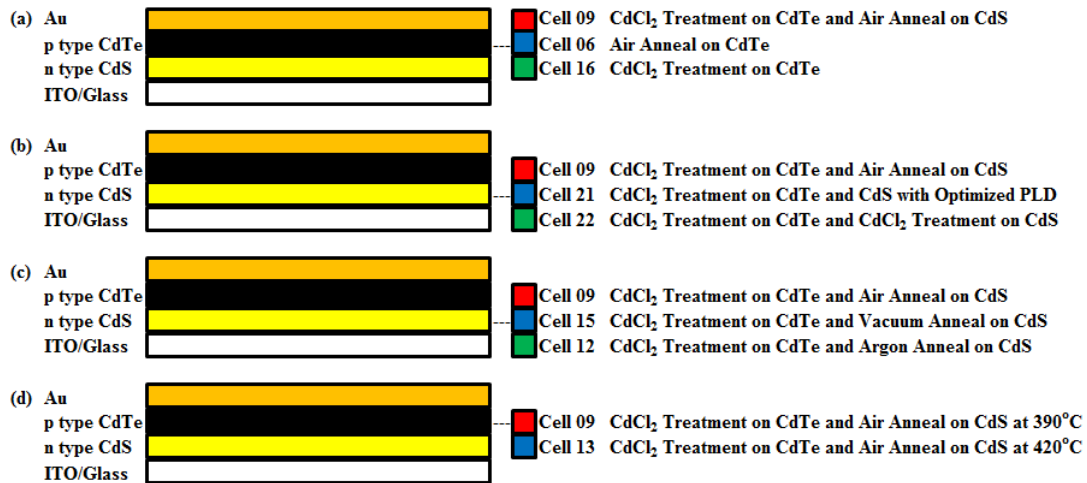 (a) Au Cell 09 CdCl₂ Treatment on CdTe and Air Anneal on CdS
p type CdTe Cell 06 Air Anneal on CdTe
n type CdS Cell 16 CdCl₂ Treatment on CdTe
ITO/Glass
(b) Au
p type CdTe Cell 09 CdCl₂ Treatment on CdTe and Air Anneal on CdS
n type CdS Cell 21 CdCl₂ Treatment on CdTe and CdS with Optimized PLD
ITO/Glass Cell 22 CdCl₂ Treatment on CdTe and CdCl₂ Treatment on CdS
(c) Au
p type CdTe Cell 09 CdCl₂ Treatment on CdTe and Air Anneal on CdS
n type CdS Cell 15 CdCl₂ Treatment on CdTe and Vacuum Anneal on CdS
ITO/Glass Cell 12 CdCl₂ Treatment on CdTe and Argon Anneal on CdS
(d) Au
p type CdTe Cell 09 CdCl₂ Treatment on CdTe and Air Anneal on CdS at 390°C
n type CdS Cell 13 CdCl₂ Treatment on CdTe and Air Anneal on CdS at 420°C
ITO/Glass